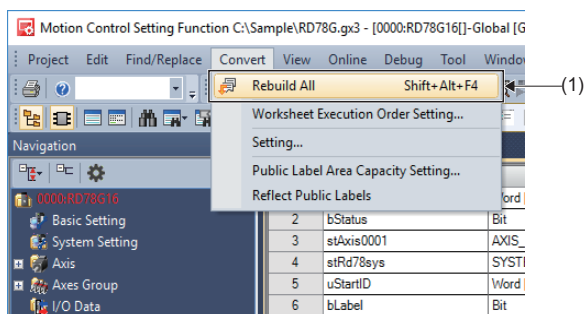 Motion Control Setting Function C:\Sample\RD78G.gx3 - [0000:RD78G16[]-Global [G
Project Edit Find/Replace Convert View Online Debug Tool Windo
Rebuild All Shift+Alt+F4 (1)
Worksheet Execution Order Setting...
Navigation
Setting...
Public Label Area Capacity Setting...
0000:RD78G16
Reflect Public Labels
Basic Setting 2 bStatus Bit
System Setting 3 stAxis0001 AXIS_
Axis 4 stRd78sys SYSTE
Axes Group 5 uStartID Word [
I/O Data 6 bLabel Bit